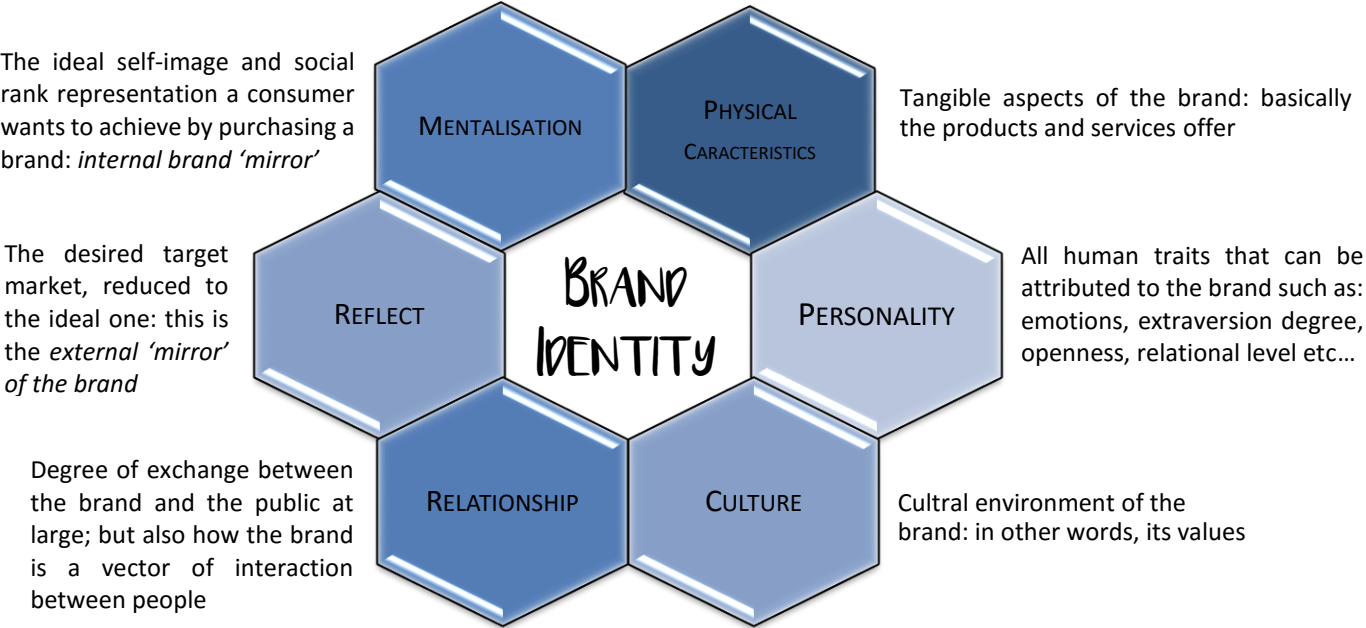 The ideal self-image and social
rank representation a consumer
wants to achieve by purchasing a
brand: internal brand ‘mirror’
MENTALISATION
PHYSICAL
CARACTERISTICS
Tangible aspects of the brand: basically
the products and services offer
The desired target
market, reduced to
the ideal one: this is
the external ‘mirror’
of the brand
REFLECT
BRAND
IDENTITY
PERSONALITY
All human traits that can be
attributed to the brand such as:
emotions, extraversion degree,
openness, relational level etc…
Degree of exchange between
the brand and the public at
large; but also how the brand
is a vector of interaction
between people
RELATIONSHIP
CULTURE
Cultral environment of the
brand: in other words, its values